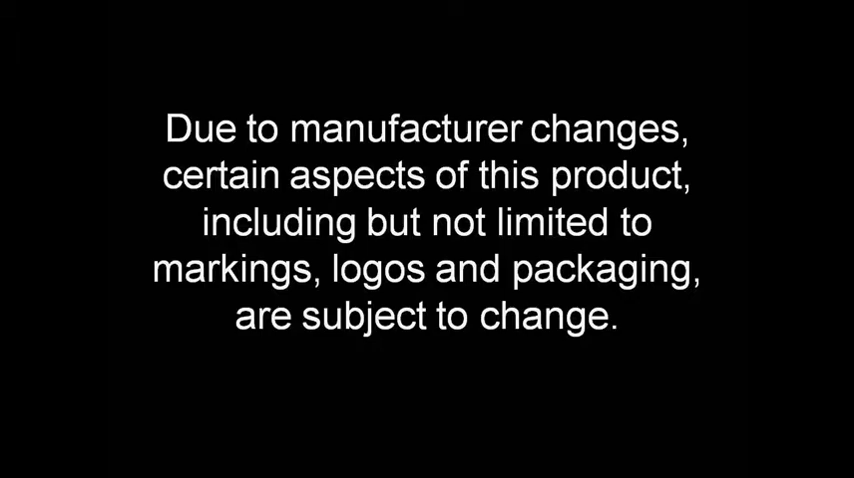 Due to manufacturer changes,
certain aspects of this product,
including but not limited to
markings, logos and packaging,
are subject to change.